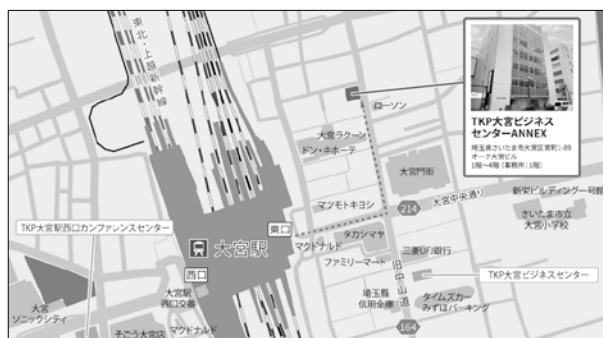 東北・上越新幹線
ローソン
大宮ラクーン
ドン・キホーテ
TKP大宮ビジネス
センターANNEX
埼玉県さいたま市大宮区宮町1-89
オーク大宮ビル
1階~4階(事務所:1階)
大宮門街
大宮中央通り
新栄ビルディング一号館
さいたま市立
大宮小学校
マツモトキヨシ
214
TKP大宮駅西口カンファレンスセンター
東口
大宮駅
西口
マクドナルド
タカシマヤ
ファミリーマート
三菱UFJ銀行
旧中山道
TKP大宮ビジネスセンター
大宮駅
西口交番
大宮
ソニックシティ
そごう大宮店
マクドナルド
埼玉縣
信用金庫
タイムズカー
みずほパーキング
164